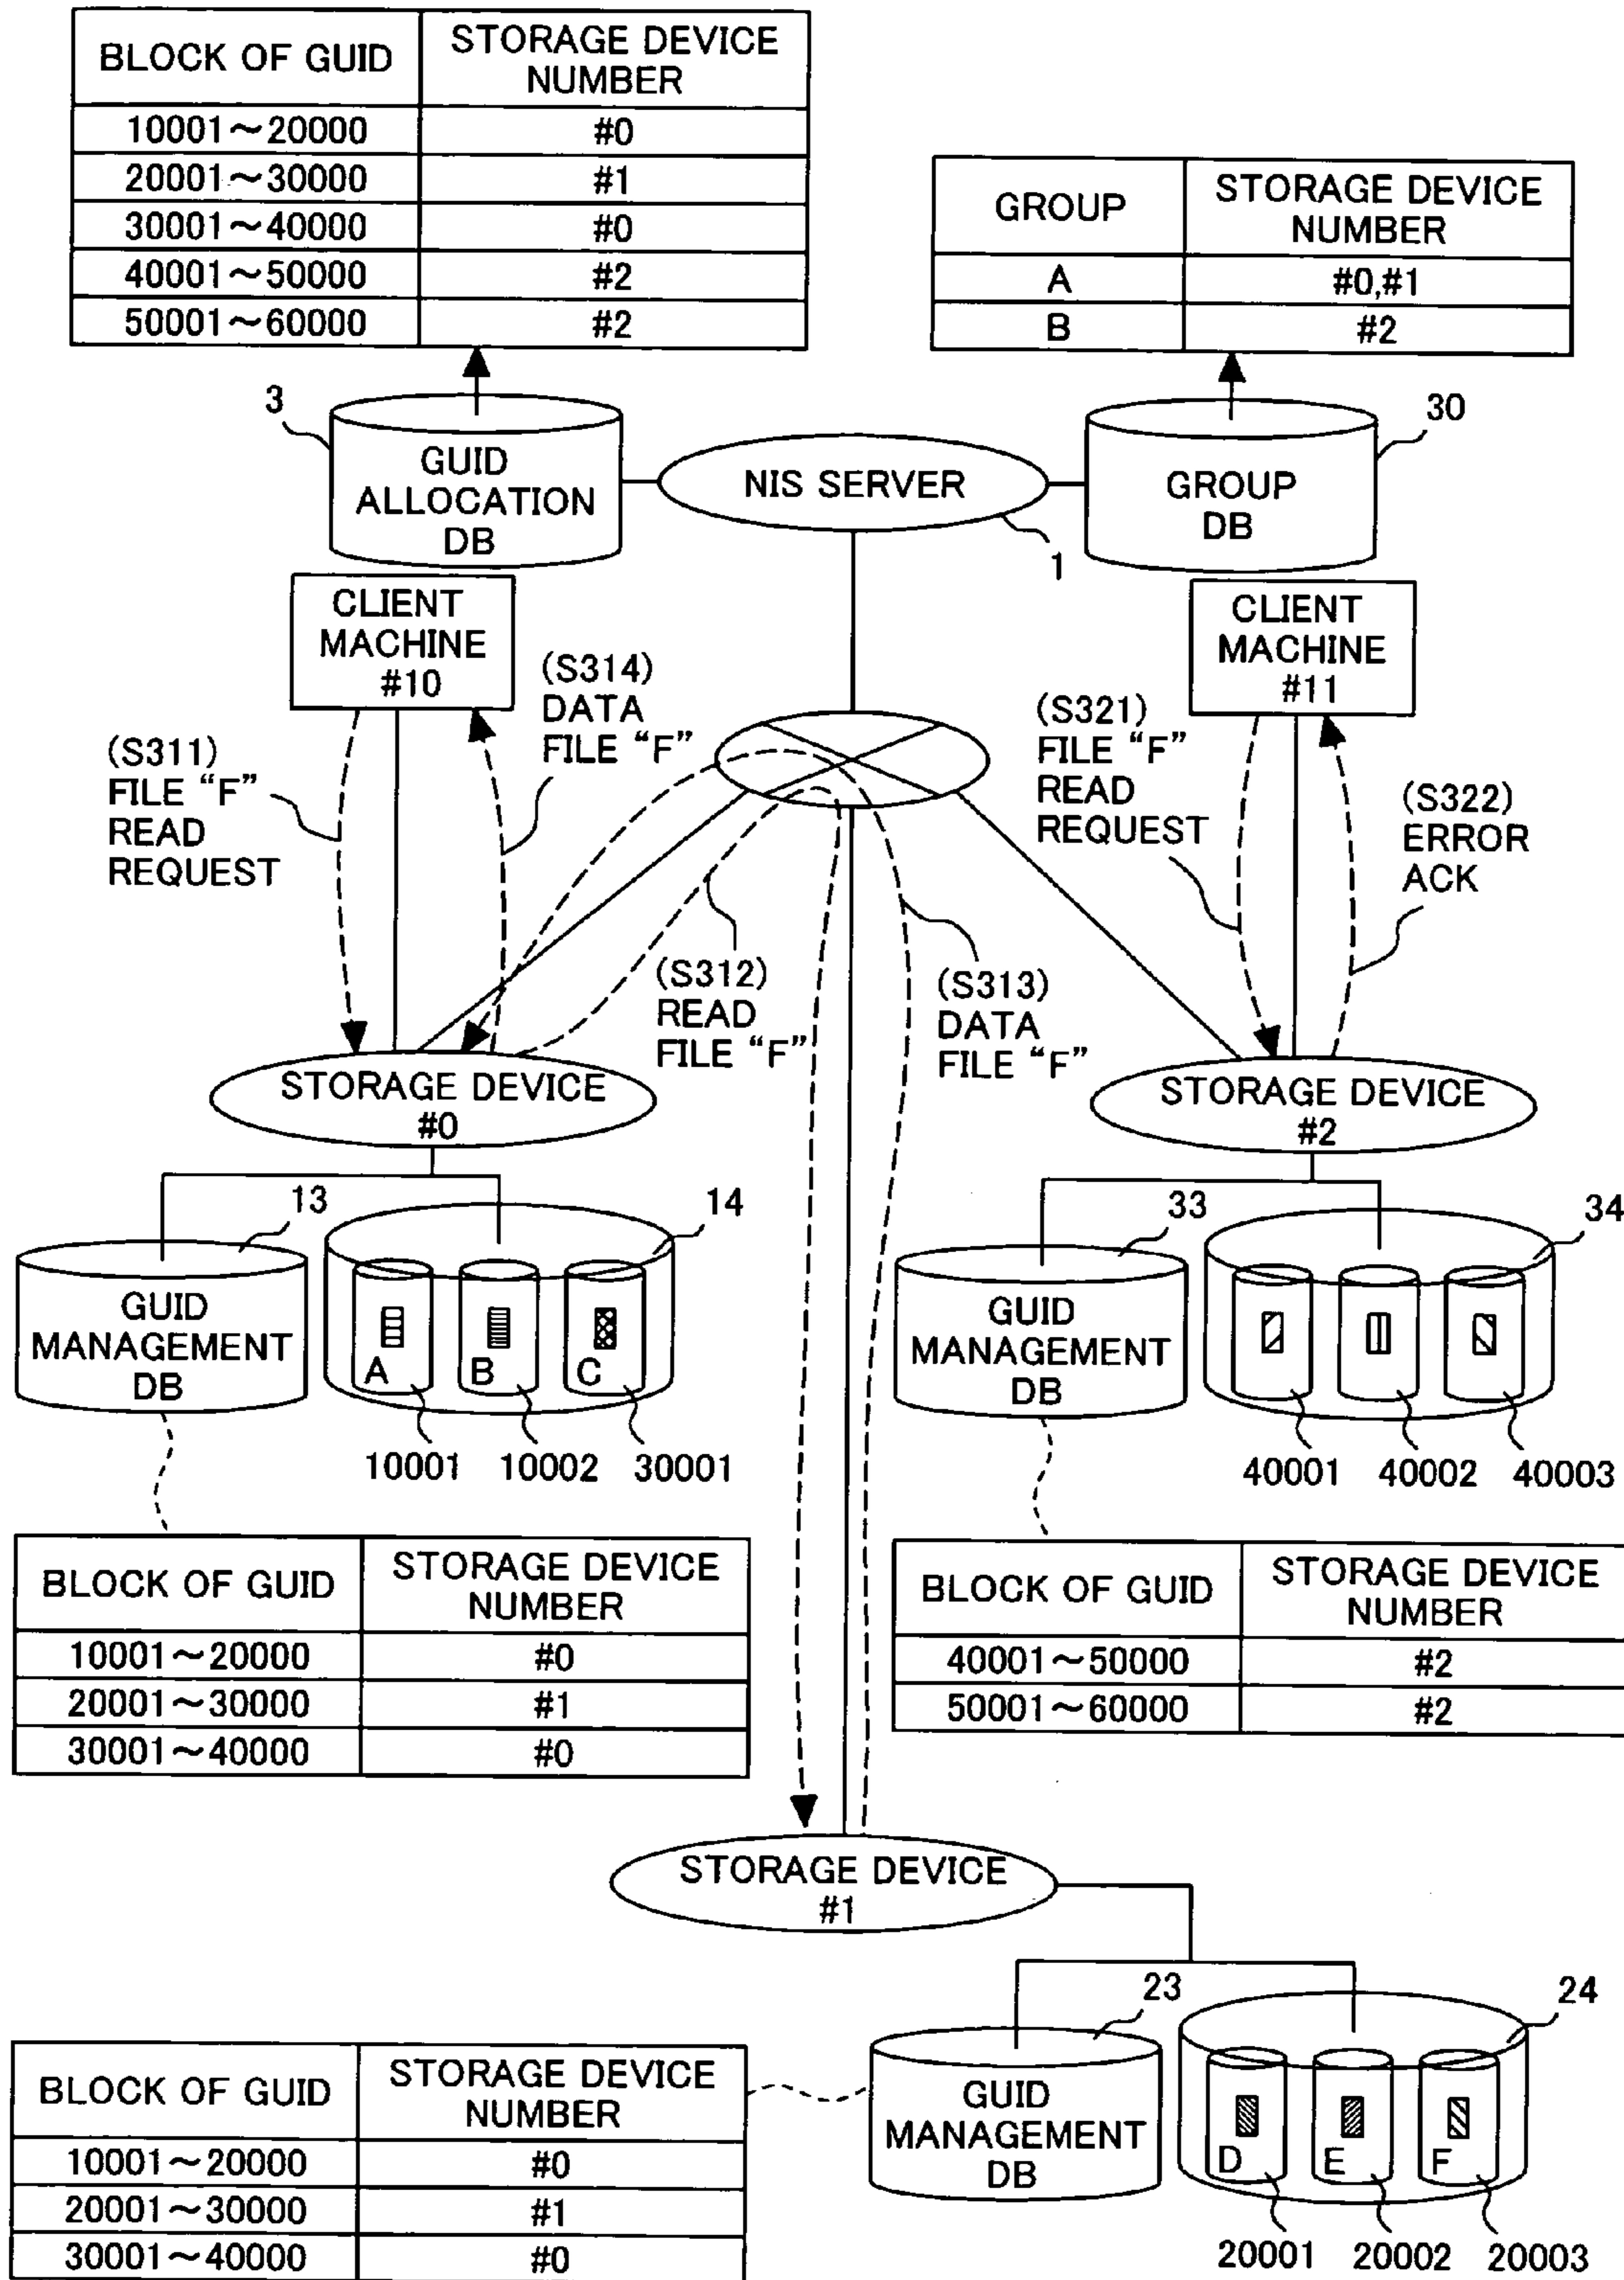 BLOCK OF GUID STORAGE DEVICE NUMBER
10001～20000 #0
20001～30000 #1
30001～40000 #0
40001～50000 #2
50001～60000 #2
GROUP STORAGE DEVICE NUMBER
A #0,#1
B #2
3
GUID
ALLOCATION
DB
NIS SERVER
1
GROUP
DB
30
CLIENT
MACHINE
#10
CLIENT
MACHINE
#11
(S311)
FILE “F”
READ
REQUEST
(S314)
DATA
FILE “F”
(S321)
FILE “F”
READ
REQUEST
(S322)
ERROR
ACK
(S312)
READ
FILE “F”
(S313)
DATA
FILE “F”
STORAGE DEVICE
#0
STORAGE DEVICE
#2
13
GUID
MANAGEMENT
DB
14
A B C
10001 10002 30001
33
GUID
MANAGEMENT
DB
34
40001 40002 40003
BLOCK OF GUID STORAGE DEVICE NUMBER
10001～20000 #0
20001～30000 #1
30001～40000 #0
BLOCK OF GUID STORAGE DEVICE NUMBER
40001～50000 #2
50001～60000 #2
STORAGE DEVICE
#1
23
GUID
MANAGEMENT
DB
24
D E F
20001 20002 20003
BLOCK OF GUID STORAGE DEVICE NUMBER
10001～20000 #0
20001～30000 #1
30001～40000 #0